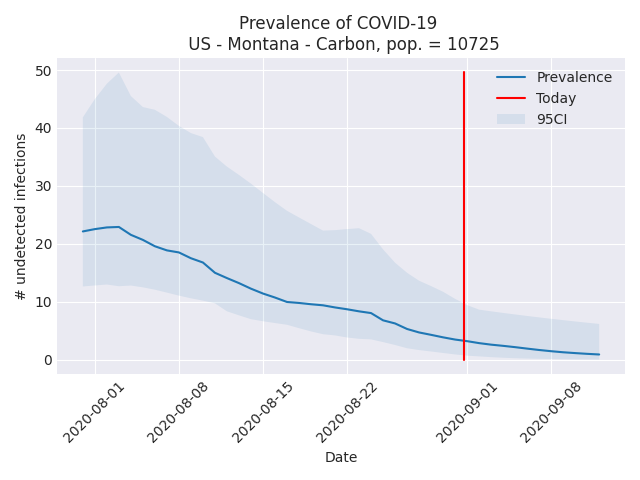 Prevalence of COVID-19
US - Montana - Carbon, pop. = 10725
# undetected infections
50
40
30
20
10
0
Prevalence
Today
95CI
2020-08-01
2020-08-08
2020-08-15
2020-08-22
2020-09-01
2020-09-08
Date